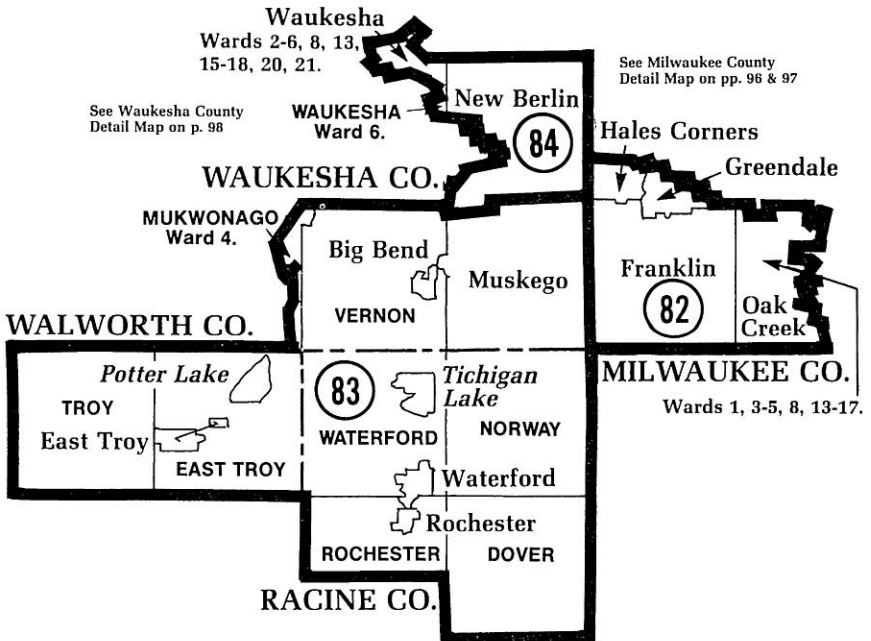 Waukesha
Wards 2-6, 8, 13,
15-18, 20, 21.
See Milwaukee County
Detail Map on pp. 96 & 97
See Waukesha County
Detail Map on p. 98
WAUKESHA
Ward 6.
New Berlin
84
Hales Corners
Greendale
WAUKESHA CO.
MUKWONAGO
Ward 4.
Big Bend
Muskego
Franklin
82
VERNON
Oak
Creek
WALWORTH CO.
MILWAUKEE CO.
Wards 1, 3-5, 8, 13-17.
Potter Lake
83
Tichigan
Lake
TROY
East Troy
EAST TROY
WATERFORD
NORWAY
Waterford
Rochester
ROCHESTER
DOVER
RACINE CO.